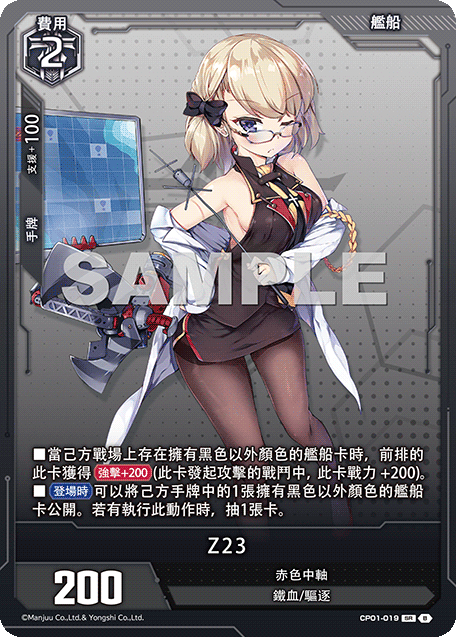 費用
2
艦船
支援+100
手牌
SAMPLE
■當己方戰場上存在擁有黑色以外顏色的艦船卡時，前排的
此卡獲得 強擊+200 (此卡發起攻擊的戰鬥中，此卡戰力 +200)。
■ 登場時 可以將己方手牌中的1張擁有黑色以外顏色的艦船
卡公開。若有執行此動作時，抽1張卡。
Z23
200
赤色中軸
鐵血/驅逐
©Manjuu Co.,Ltd.& Yongshi Co.,Ltd.
CP01-019 SR B